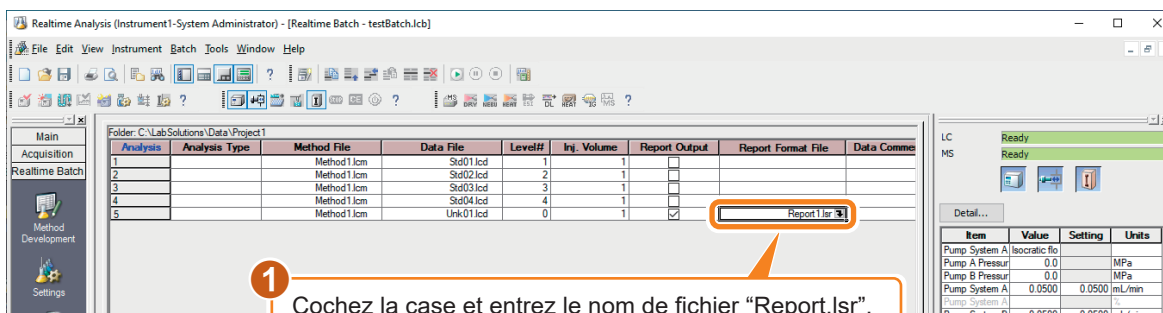 Realtime Analysis (Instrument1-System Administrator) - [Realtime Batch - testBatch.lcb]
File Edit View Instrument Batch Tools Window Help
Main
Acquisition
Realtime Batch
Method
Development
Settings
Folder: C:\LabSolutions\Data\Project1
Analysis Analysis Type Method File Data File Level# Inj. Volume Report Output Report Format File Data Comme
1 Method1.lcm Std01.lcd 1 1
2 Method1.lcm Std02.lcd 2 1
3 Method1.lcm Std03.lcd 3 1
4 Method1.lcm Std04.lcd 4 1
5 Method1.lcm Unk01.lcd 0 1 Report1.lsr
1
Cochez la case et entrez le nom de fichier “Report.lsr”.
LC Ready
MS Ready
Detail...
Item Value Setting Units
Pump System A Isocratic flo
Pump A Pressur 0.0 MPa
Pump B Pressur 0.0 MPa
Pump System A 0.0500 0.0500 mL/min
Pump System A %